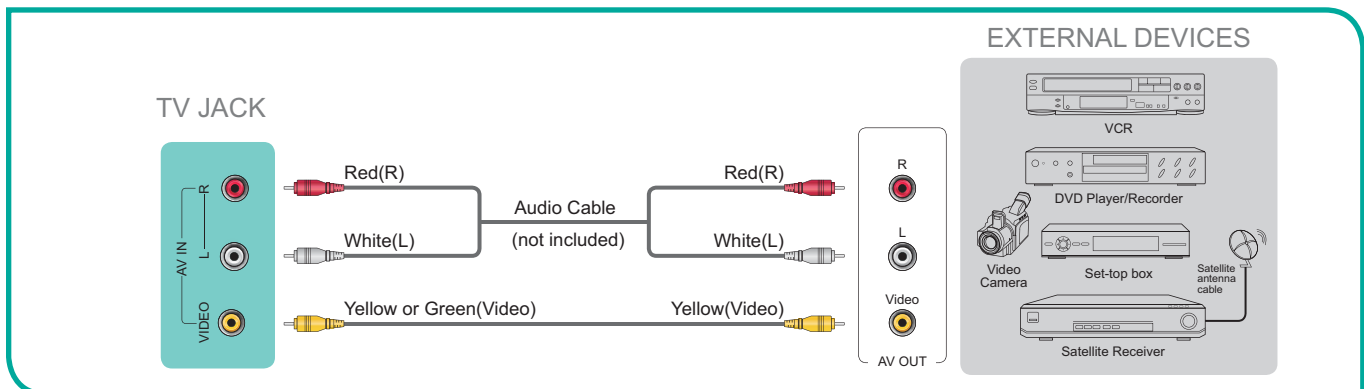 EXTERNAL DEVICES
TV JACK
AV IN
R
L
VIDEO
Red(R)
White(L)
Yellow or Green(Video)
Audio Cable
(not included)
Red(R)
White(L)
Yellow(Video)
R
L
Video
AV OUT
VCR
DVD Player/Recorder
Video
Camera
Set-top box
Satellite
antenna
cable
Satellite Receiver